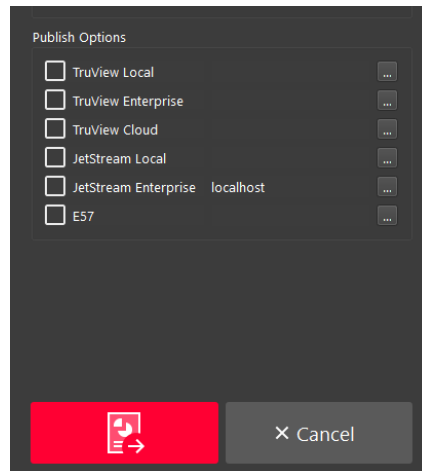 Publish Options
TruView Local ...
TruView Enterprise ...
TruView Cloud ...
JetStream Local ...
JetStream Enterprise localhost ...
E57 ...
× Cancel